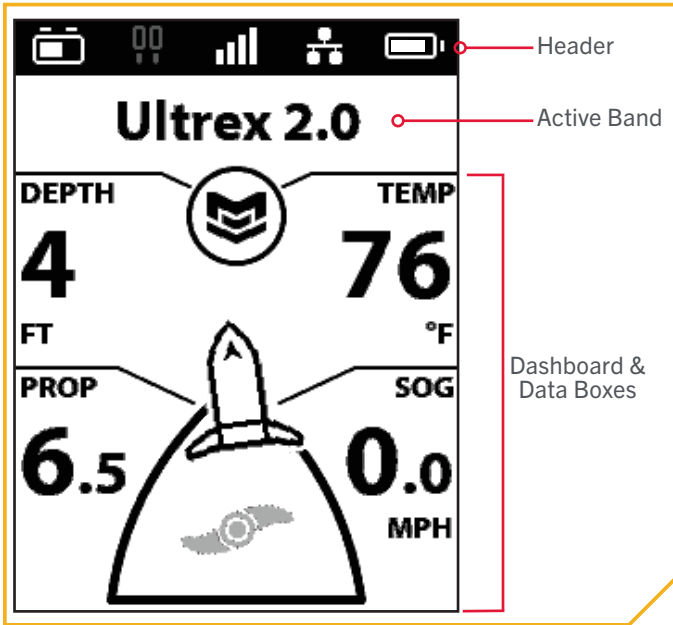 Header
Ultrex 2.0
Active Band
DEPTH
4
FT
TEMP
76
°F
PROP
6.5
SOG
0.0
MPH
Dashboard &
Data Boxes